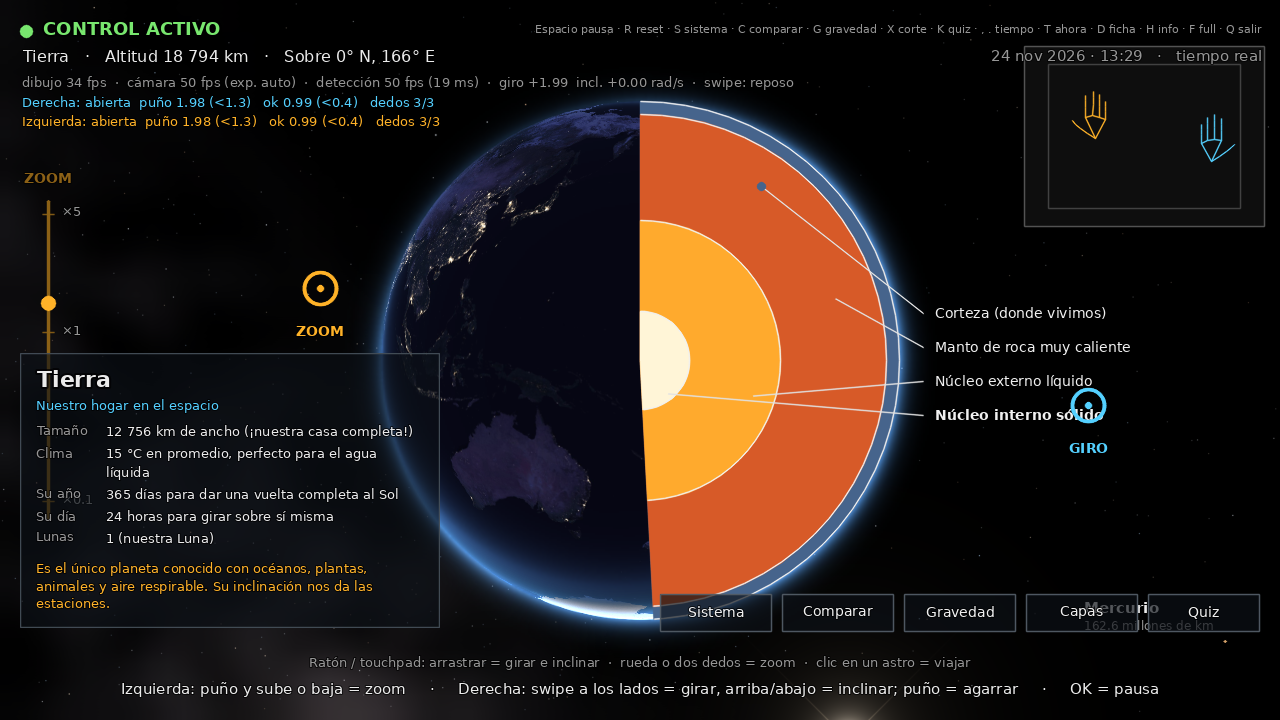 CONTROL ACTIVO
Espacio pausa · R reset · S sistema · C comparar · G gravedad · X corte · K quiz · , . tiempo · T ahora · D ficha · H info · F full · Q salir
Tierra · Altitud 18 794 km · Sobre 0° N, 166° E
24 nov 2026 · 13:29 · tiempo real
dibujo 34 fps · cámara 50 fps (exp. auto) · detección 50 fps (19 ms) · giro +1.99 incl. +0.00 rad/s · swipe: reposo
Derecha: abierta puño 1.98 (<1.3) ok 0.99 (<0.4) dedos 3/3
Izquierda: abierta puño 1.98 (<1.3) ok 0.99 (<0.4) dedos 3/3
ZOOM
×5
×1
×0.1
ZOOM
Corteza (donde vivimos)
Manto de roca muy caliente
Núcleo externo líquido
Núcleo interno sólido
GIRO
Tierra
Nuestro hogar en el espacio
Tamaño 12 756 km de ancho (¡nuestra casa completa!)
Clima 15 °C en promedio, perfecto para el agua
líquida
Su año 365 días para dar una vuelta completa al Sol
Su día 24 horas para girar sobre sí misma
Lunas 1 (nuestra Luna)
Es el único planeta conocido con océanos, plantas,
animales y aire respirable. Su inclinación nos da las
estaciones.
Sistema Comparar Gravedad Capas Quiz
Mercurio
162.6 millones de km
Ratón / touchpad: arrastrar = girar e inclinar · rueda o dos dedos = zoom · clic en un astro = viajar
Izquierda: puño y sube o baja = zoom · Derecha: swipe a los lados = girar, arriba/abajo = inclinar; puño = agarrar · OK = pausa